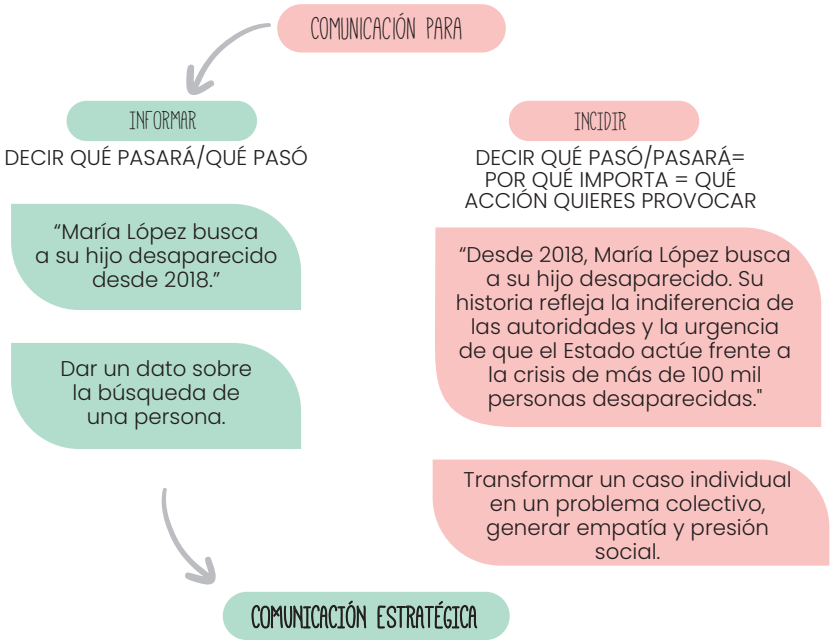 COMUNICACIÓN PARA
INFORMAR
DECIR QUÉ PASARÁ/QUÉ PASÓ
“María López busca
a su hijo desaparecido
desde 2018.”
Dar un dato sobre
la búsqueda de
una persona.
INCIDIR
DECIR QUÉ PASÓ/PASARÁ=
POR QUÉ IMPORTA = QUÉ
ACCIÓN QUIERES PROVOCAR
“Desde 2018, María López busca
a su hijo desaparecido. Su
historia refleja la indiferencia de
las autoridades y la urgencia
de que el Estado actúe frente a
la crisis de más de 100 mil
personas desaparecidas."
Transformar un caso individual
en un problema colectivo,
generar empatía y presión
social.
COMUNICACIÓN ESTRATÉGICA